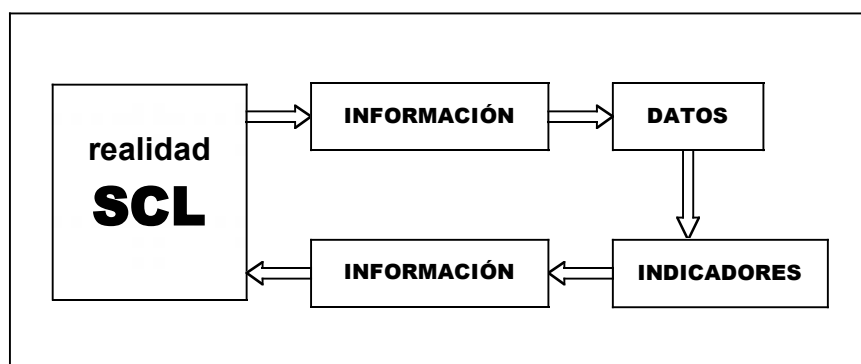 realidad
SCL
INFORMACIÓN
DATOS
INFORMACIÓN
INDICADORES